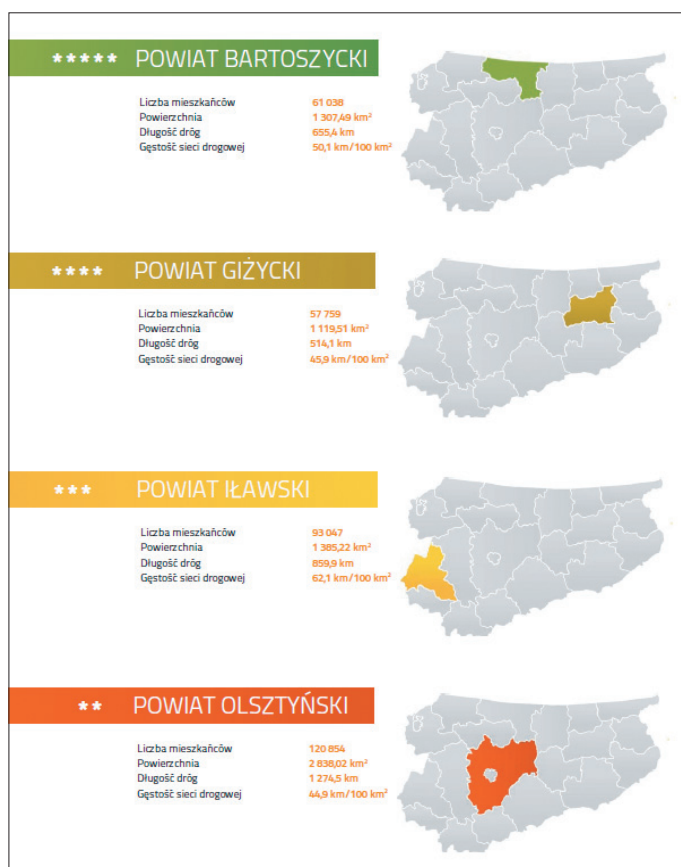 ***** POWIAT BARTOSZYCKI
Liczba mieszkańców 61 038
Powierzchnia 1 307,49 km²
Długość dróg 655,4 km
Gęstość sieci drogowej 50,1 km/100 km²
**** POWIAT GIŻYCKI
Liczba mieszkańców 57 759
Powierzchnia 1 119,51 km²
Długość dróg 514,1 km
Gęstość sieci drogowej 45,9 km/100 km²
*** POWIAT IŁAWSKI
Liczba mieszkańców 93 047
Powierzchnia 1 385,22 km²
Długość dróg 859,9 km
Gęstość sieci drogowej 62,1 km/100 km²
** POWIAT OLSZTYŃSKI
Liczba mieszkańców 120 854
Powierzchnia 2 838,02 km²
Długość dróg 1 274,5 km
Gęstość sieci drogowej 44,9 km/100 km²